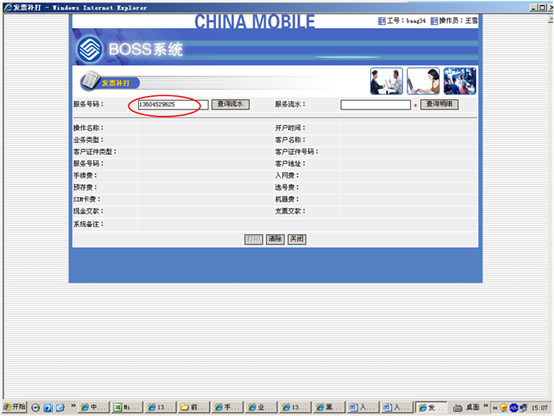 发票补打 - Windows Internet Explorer
CHINA MOBILE
工号：bang34 操作员：王雪
BOSS系统
发票补打
服务号码： 13604529625 查询流水 服务流水： * 查询明细
操作名称： 开户时间：
业务类型： 客户名称：
客户证件类型： 客户证件号码：
服务号码： 客户地址：
手续费： 入网费：
预存费： 选号费：
SIM卡费： 机器费：
现金交款： 支票交款：
系统备注：
打印 清除 关闭
开始 » 中... Mi... 13... 前... 手... 业... 13... 黑... 入... 入... 发... 桌面 » « 15:07